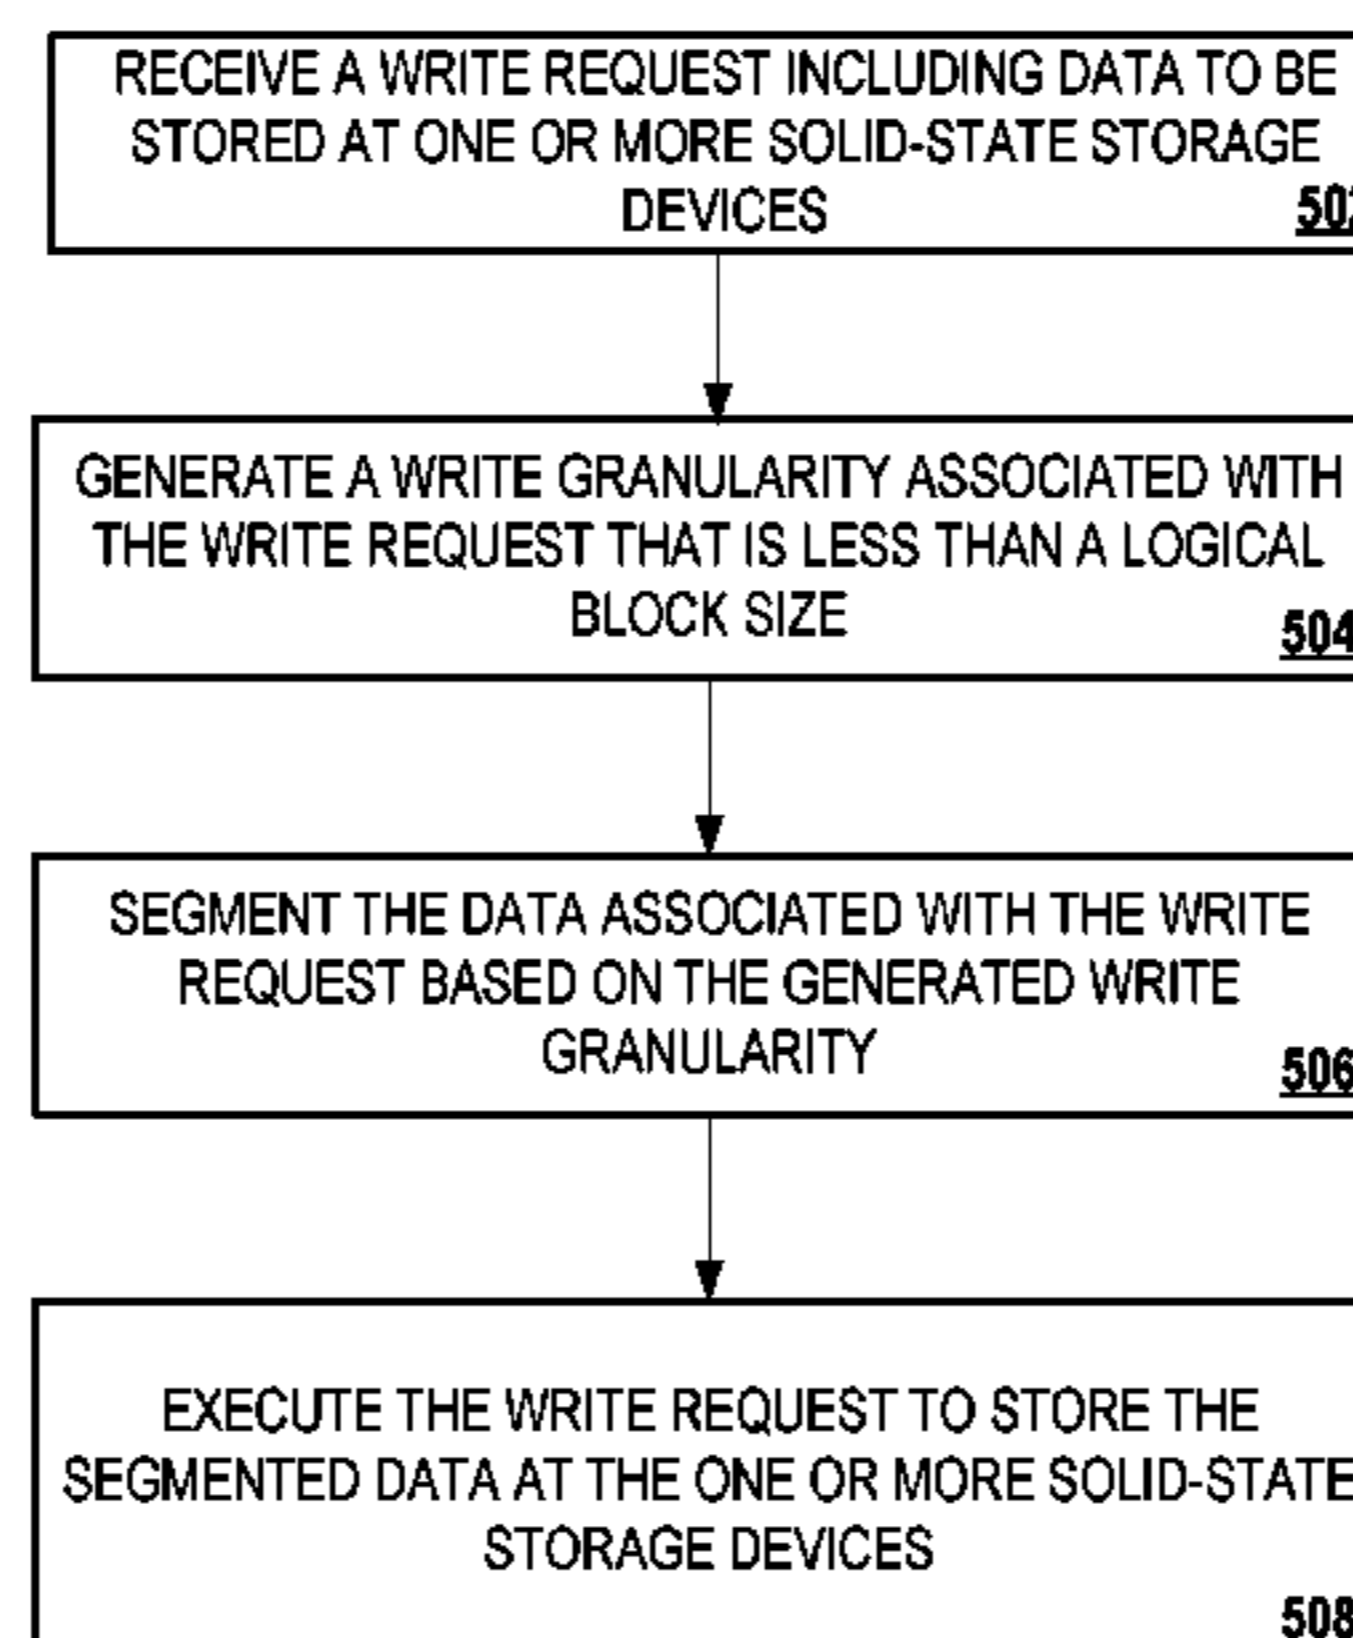 RECEIVE A WRITE REQUEST INCLUDING DATA TO BE
STORED AT ONE OR MORE SOLID-STATE STORAGE
DEVICES
502
GENERATE A WRITE GRANULARITY ASSOCIATED WITH
THE WRITE REQUEST THAT IS LESS THAN A LOGICAL
BLOCK SIZE
504
SEGMENT THE DATA ASSOCIATED WITH THE WRITE
REQUEST BASED ON THE GENERATED WRITE
GRANULARITY
506
EXECUTE THE WRITE REQUEST TO STORE THE
SEGMENTED DATA AT THE ONE OR MORE SOLID-STATE
STORAGE DEVICES
508